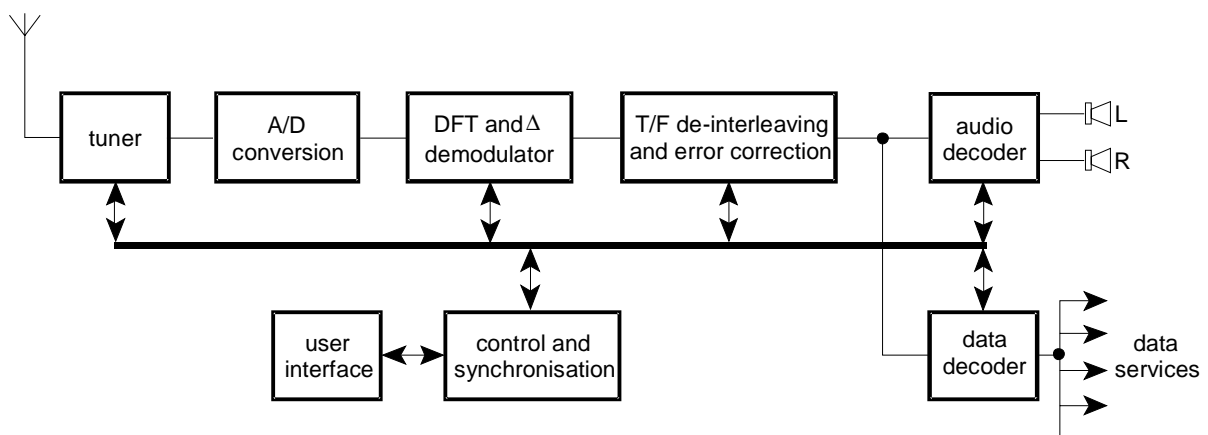 tuner
A/D
conversion
DFT and Δ
demodulator
T/F de-interleaving
and error correction
audio
decoder
L
R
user
interface
control and
synchronisation
data
decoder
data
services